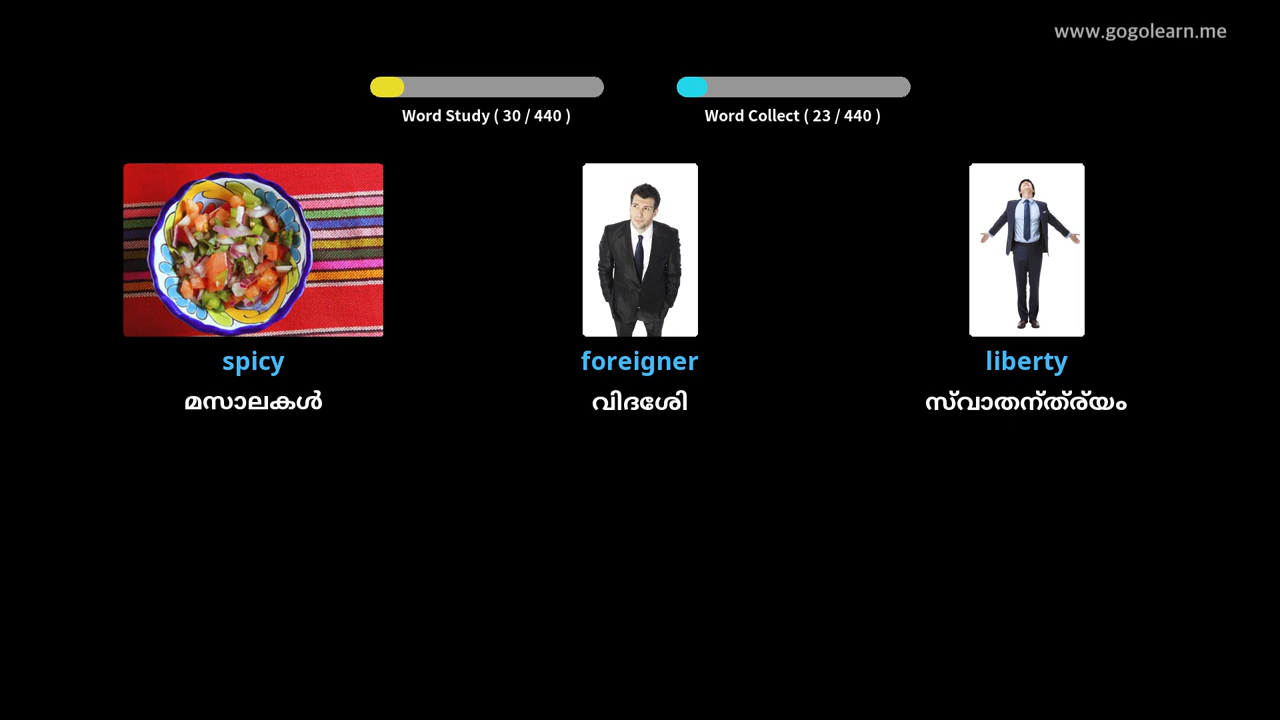 www.gogolearn.me
Word Study ( 30 / 440 )
Word Collect ( 23 / 440 )
spicy
foreigner
liberty
മസാലകൾ
വിദേശി
സ്വാതന്ത്ര്യം